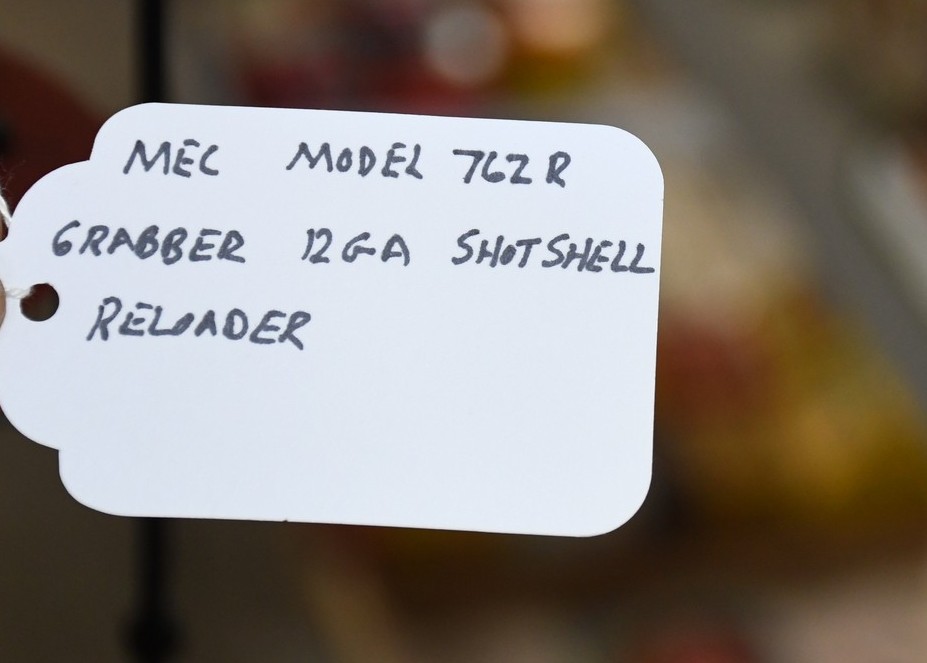 MEC MODEL 762R
GRABBER 12GA SHOTSHELL
RELOADER